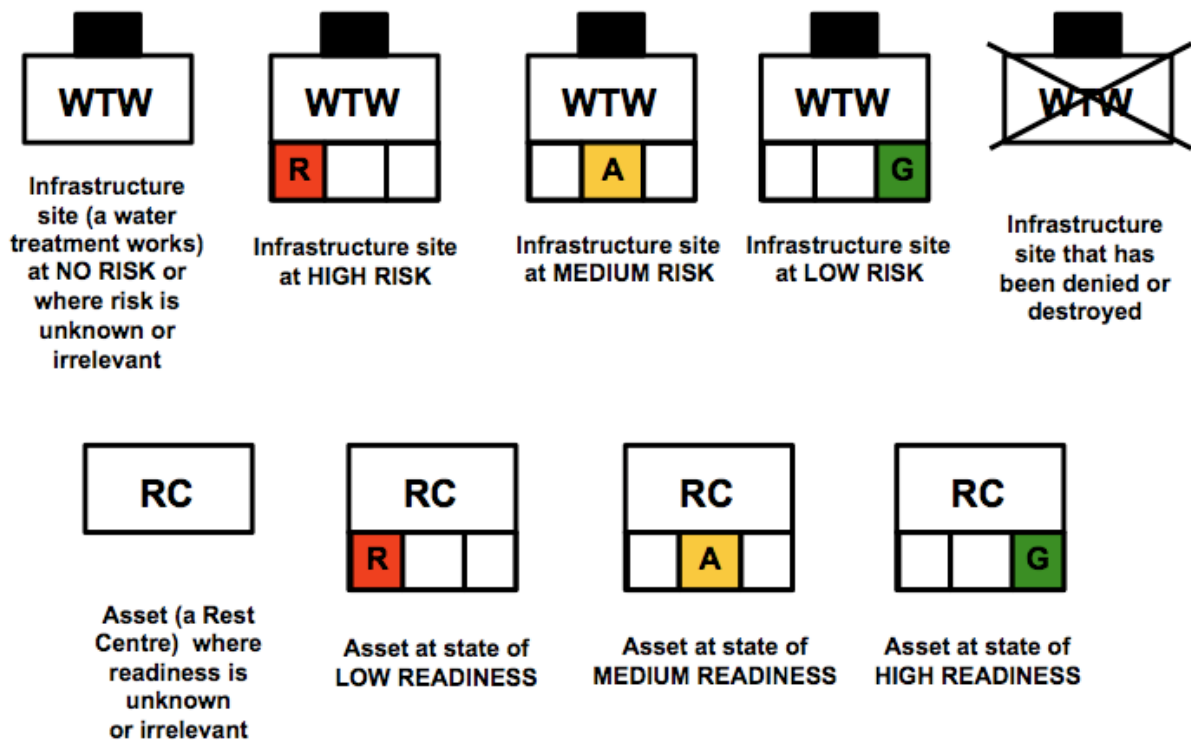 WTW
WTW
WTW
WTW
WTW
R
A
G
Infrastructure
site (a water
treatment works)
at NO RISK or
where risk is
unknown or
irrelevant
Infrastructure site
at HIGH RISK
Infrastructure site
at MEDIUM RISK
Infrastructure site
at LOW RISK
Infrastructure
site that has
been denied or
destroyed
RC
RC
RC
RC
R
A
G
Asset (a Rest
Centre) where
readiness is
unknown
or irrelevant
Asset at state of
LOW READINESS
Asset at state of
MEDIUM READINESS
Asset at state of
HIGH READINESS